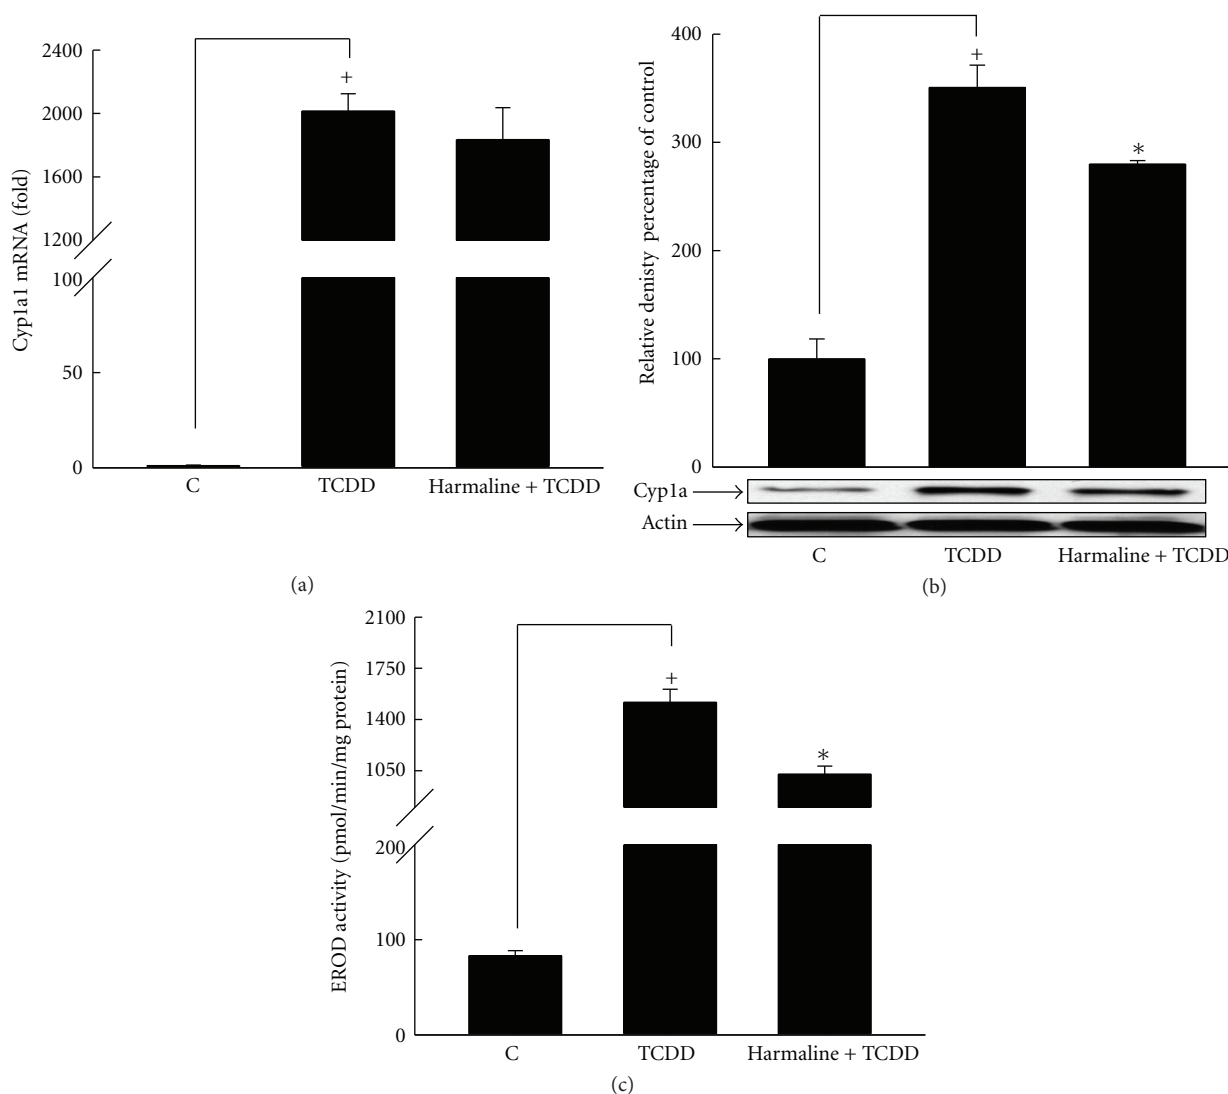 2400
2000
1600
1200
100
50
0
Cyp1a1 mRNA (fold)
+
C
TCDD
Harmaline + TCDD
(a)
400
300
200
100
0
Relative denisty percentage of control
+
*
Cyp1a
Actin
C
TCDD
Harmaline + TCDD
(b)
2100
1750
1400
1050
200
100
0
EROD activity (pmol/min/mg protein)
+
*
C
TCDD
Harmaline + TCDD
(c)